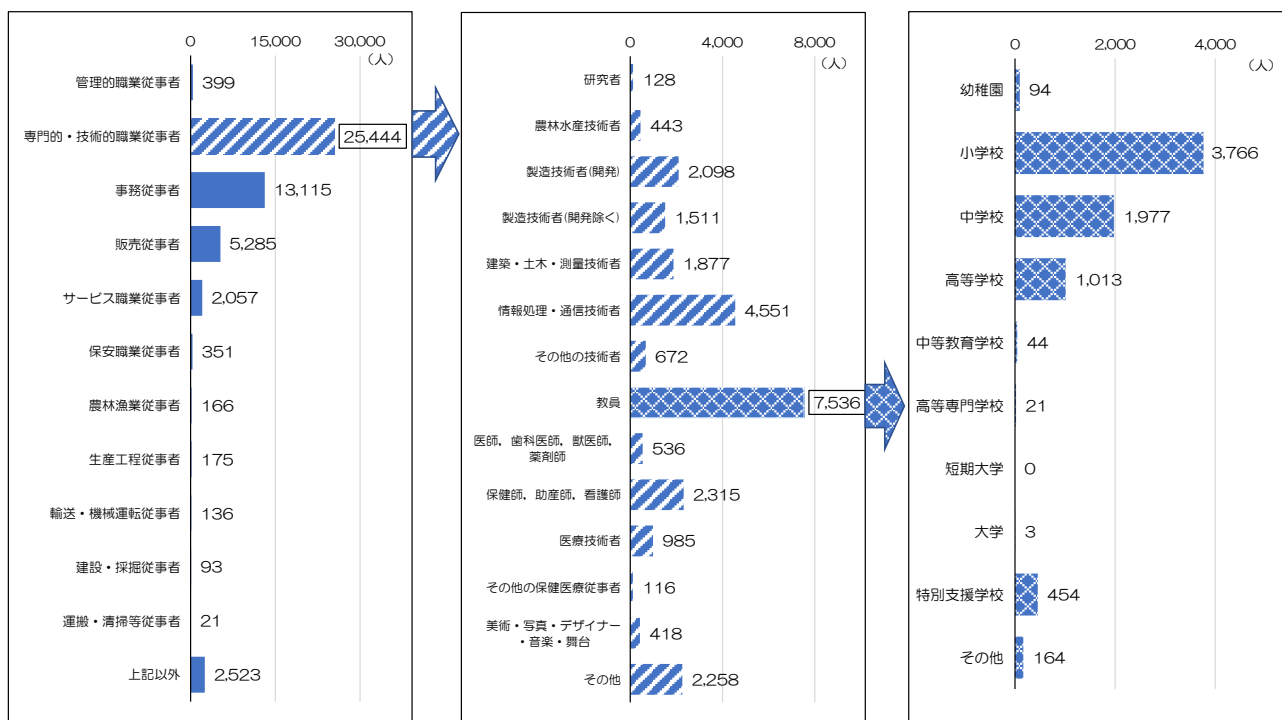 0 15,000 30,000
（人）
管理的職業従事者 399
専門的・技術的職業従事者 25,444
事務従事者 13,115
販売従事者 5,285
サービス職業従事者 2,057
保安職業従事者 351
農林漁業従事者 166
生産工程従事者 175
輸送・機械運転従事者 136
建設・採掘従事者 93
運搬・清掃等従事者 21
上記以外 2,523
0 4,000 8,000
（人）
研究者 128
農林水産技術者 443
製造技術者(開発) 2,098
製造技術者(開発除く) 1,511
建築・土木・測量技術者 1,877
情報処理・通信技術者 4,551
その他の技術者 672
教員 7,536
医師，歯科医師，獣医師，
薬剤師 536
保健師，助産師，看護師 2,315
医療技術者 985
その他の保健医療従事者 116
美術・写真・デザイナー
・音楽・舞台 418
その他 2,258
0 2,000 4,000
（人）
幼稚園 94
小学校 3,766
中学校 1,977
高等学校 1,013
中等教育学校 44
高等専門学校 21
短期大学 0
大学 3
特別支援学校 454
その他 164